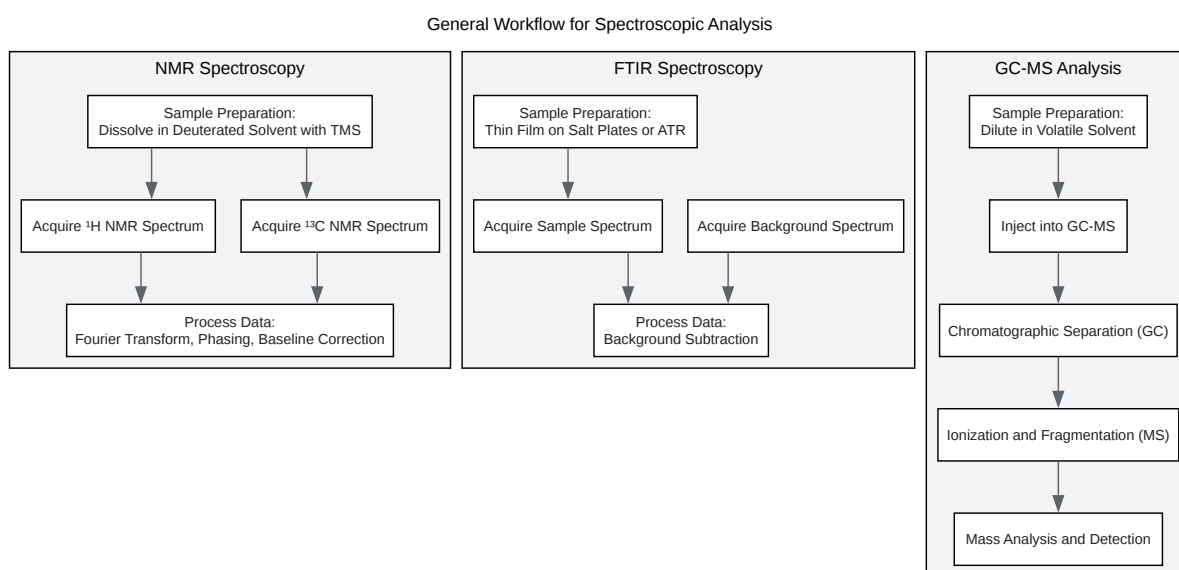 General Workflow for Spectroscopic Analysis
NMR Spectroscopy
Sample Preparation:
Dissolve in Deuterated Solvent with TMS
Acquire ¹H NMR Spectrum
Acquire ¹³C NMR Spectrum
Process Data:
Fourier Transform, Phasing, Baseline Correction
FTIR Spectroscopy
Sample Preparation:
Thin Film on Salt Plates or ATR
Acquire Sample Spectrum
Acquire Background Spectrum
Process Data:
Background Subtraction
GC-MS Analysis
Sample Preparation:
Dilute in Volatile Solvent
Inject into GC-MS
Chromatographic Separation (GC)
Ionization and Fragmentation (MS)
Mass Analysis and Detection